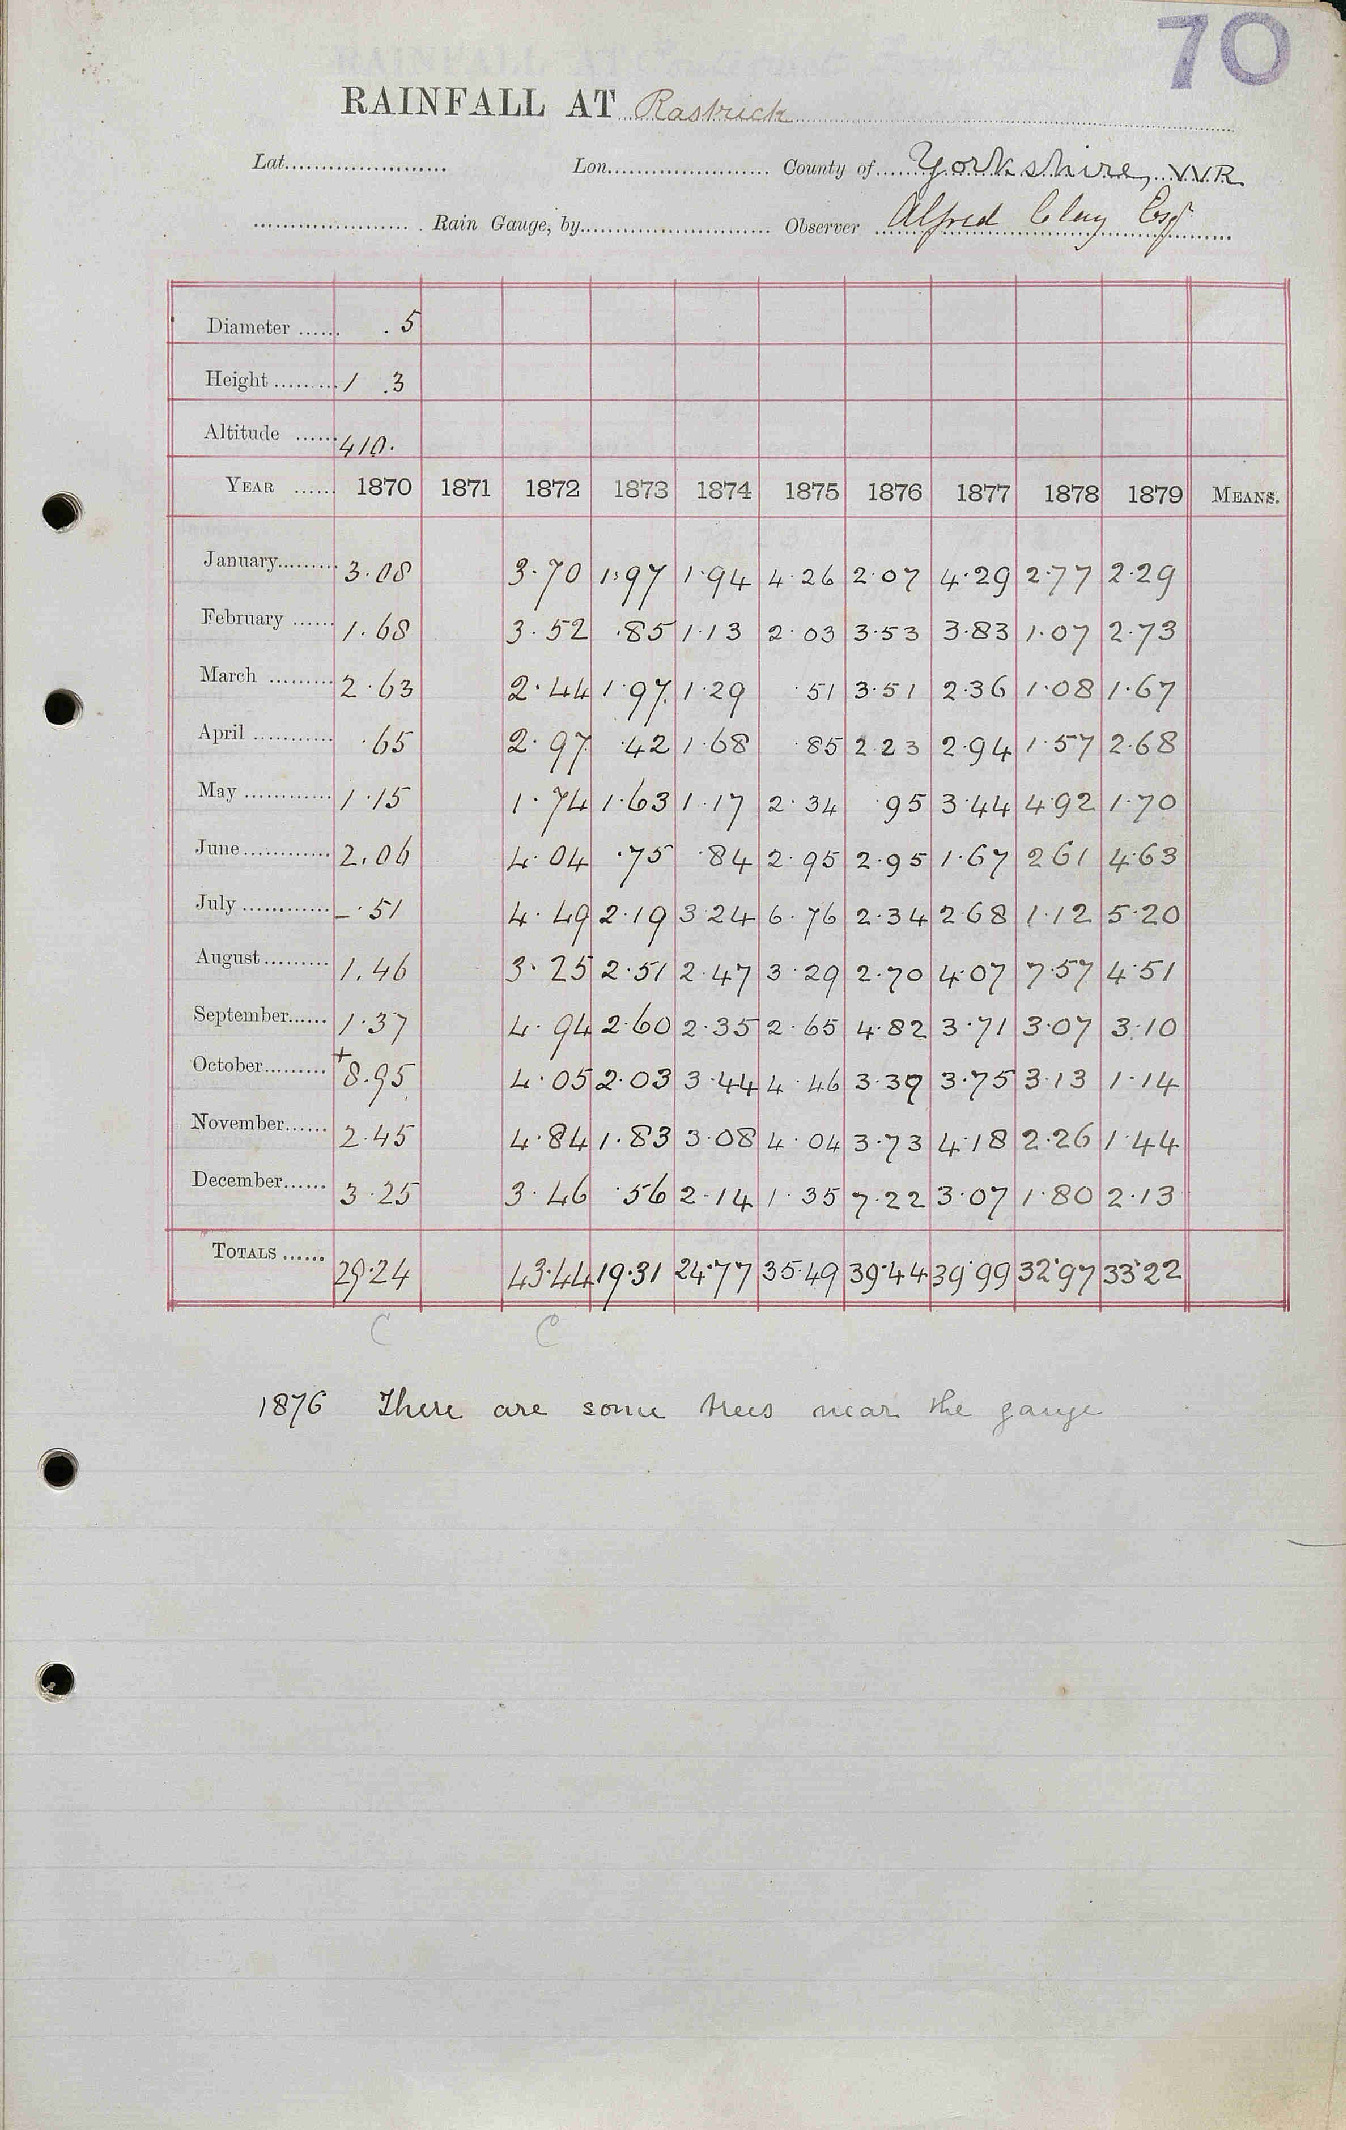 70
RAINFALL AT Rastrick
Lat. Lon. County of Yorkshire, W.R.
Rain Gauge, by Observer Alfred Clay Esqr
Diameter .5
Height 1 .3
Altitude 410.
YEAR 1870 1871 1872 1873 1874 1875 1876 1877 1878 1879 MEANS.
January 3.08 3.70 1.97 1.94 4.26 2.07 4.29 2.77 2.29
February 1.68 3.52 .85 1.13 2.03 3.53 3.83 1.07 2.73
March 2.63 2.44 1.97 1.29 .51 3.51 2.36 1.08 1.67
April .65 2.97 .42 1.68 .85 2.23 2.94 1.57 2.68
May 1.15 1.74 1.63 1.17 2.34 .95 3.44 4.92 1.70
June 2.06 4.04 .75 .84 2.95 2.95 1.67 2.61 4.63
July -.51 4.49 2.19 3.24 6.76 2.34 2.68 1.12 5.20
August 1.46 3.25 2.51 2.47 3.29 2.70 4.07 7.57 4.51
September 1.37 4.94 2.60 2.35 2.65 4.82 3.71 3.07 3.10
October +8.95 4.05 2.03 3.44 4.46 3.39 3.75 3.13 1.14
November 2.45 4.84 1.83 3.08 4.04 3.73 4.18 2.26 1.44
December 3.25 3.46 .56 2.14 1.35 7.22 3.07 1.80 2.13
TOTALS 29.24 43.44 19.31 24.77 35.49 39.44 39.99 32.97 33.22
C C
1876 There are some trees near the gauge